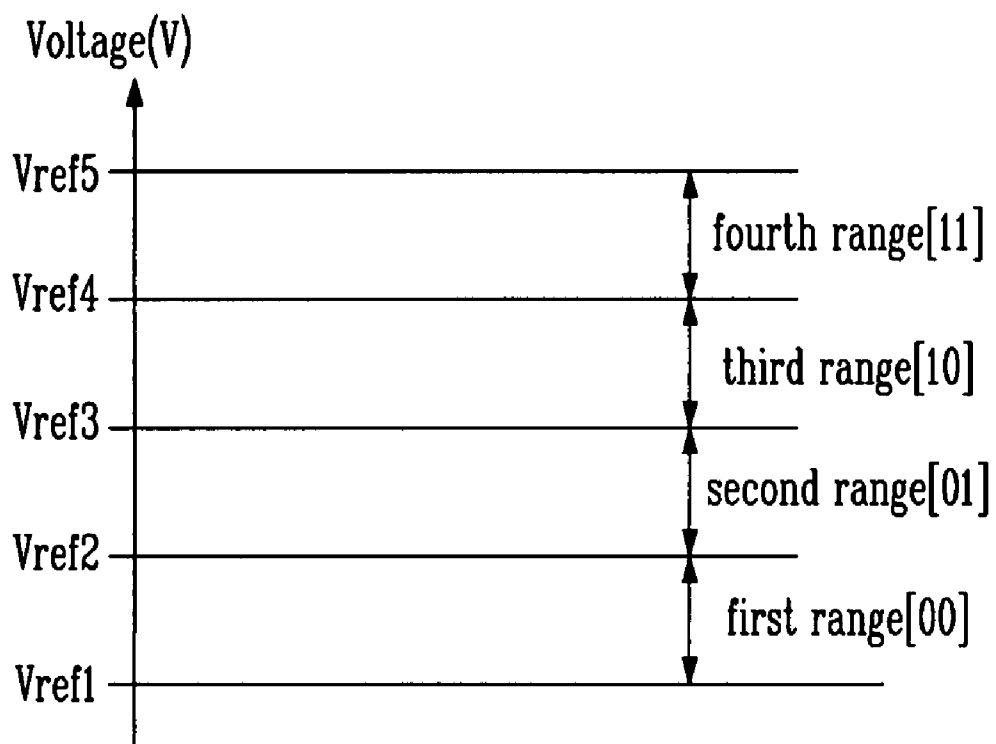 Voltage(V)
Vref5
fourth range[11]
Vref4
third range[10]
Vref3
second range[01]
Vref2
first range[00]
Vref1